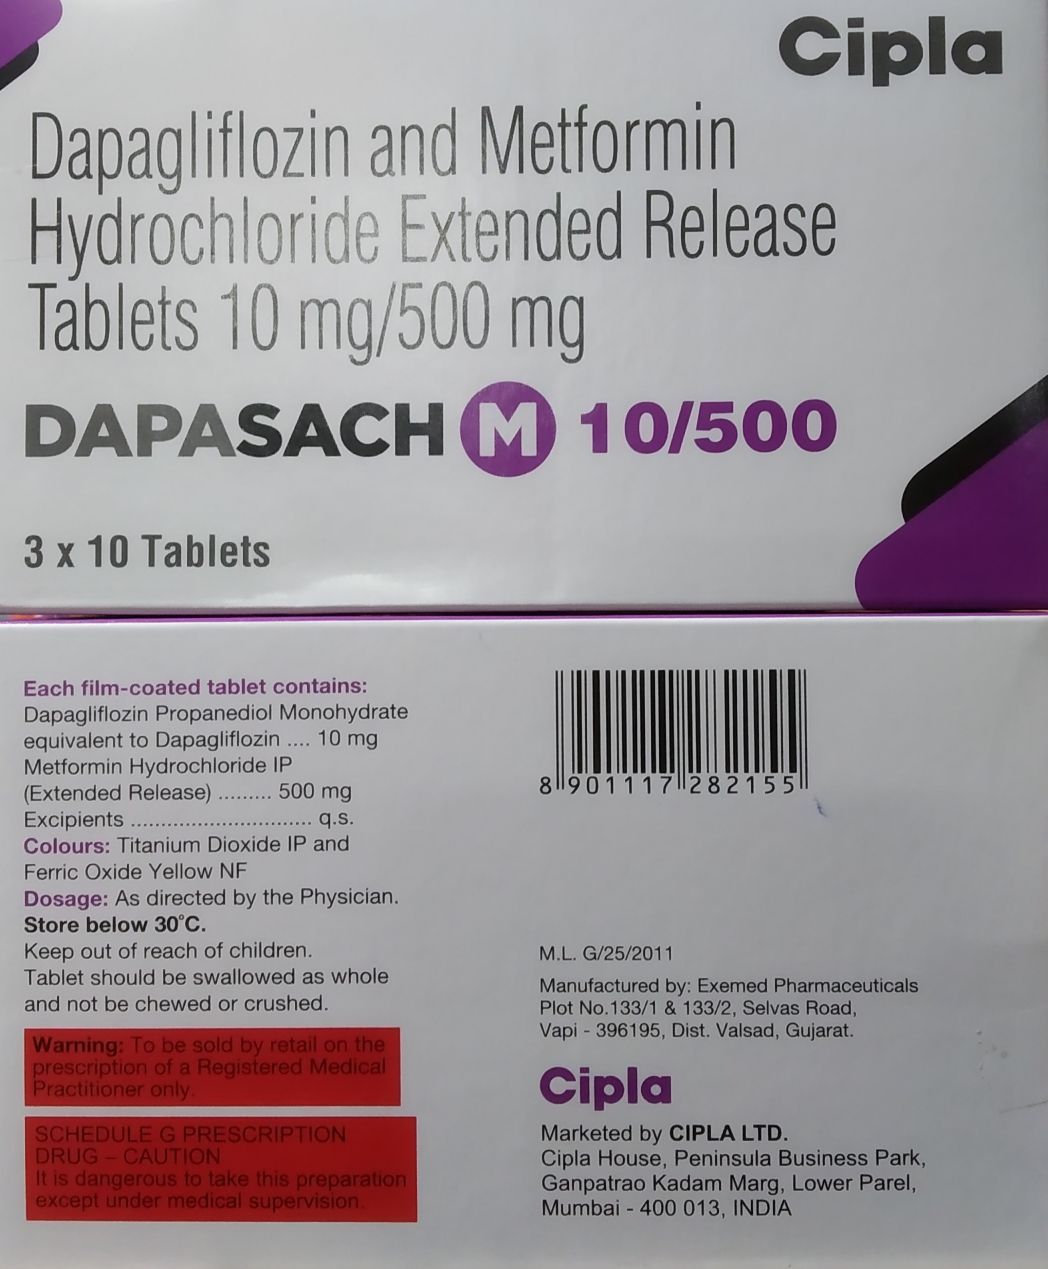 Cipla
Dapagliflozin and Metformin
Hydrochloride Extended Release
Tablets 10 mg/500 mg
DAPASACH M 10/500
3 x 10 Tablets
Each film-coated tablet contains:
Dapagliflozin Propanediol Monohydrate
equivalent to Dapagliflozin .... 10 mg
Metformin Hydrochloride IP
(Extended Release) ......... 500 mg
Excipients .............................. q.s.
Colours: Titanium Dioxide IP and
Ferric Oxide Yellow NF
Dosage: As directed by the Physician.
Store below 30°C.
Keep out of reach of children.
Tablet should be swallowed as whole
and not be chewed or crushed.
Warning: To be sold by retail on the
prescription of a Registered Medical
Practitioner only.
SCHEDULE G PRESCRIPTION
DRUG – CAUTION
It is dangerous to take this preparation
except under medical supervision.
8 901117 282155
M.L. G/25/2011
Manufactured by: Exemed Pharmaceuticals
Plot No.133/1 & 133/2, Selvas Road,
Vapi - 396195, Dist. Valsad, Gujarat.
Cipla
Marketed by CIPLA LTD.
Cipla House, Peninsula Business Park,
Ganpatrao Kadam Marg, Lower Parel,
Mumbai - 400 013, INDIA